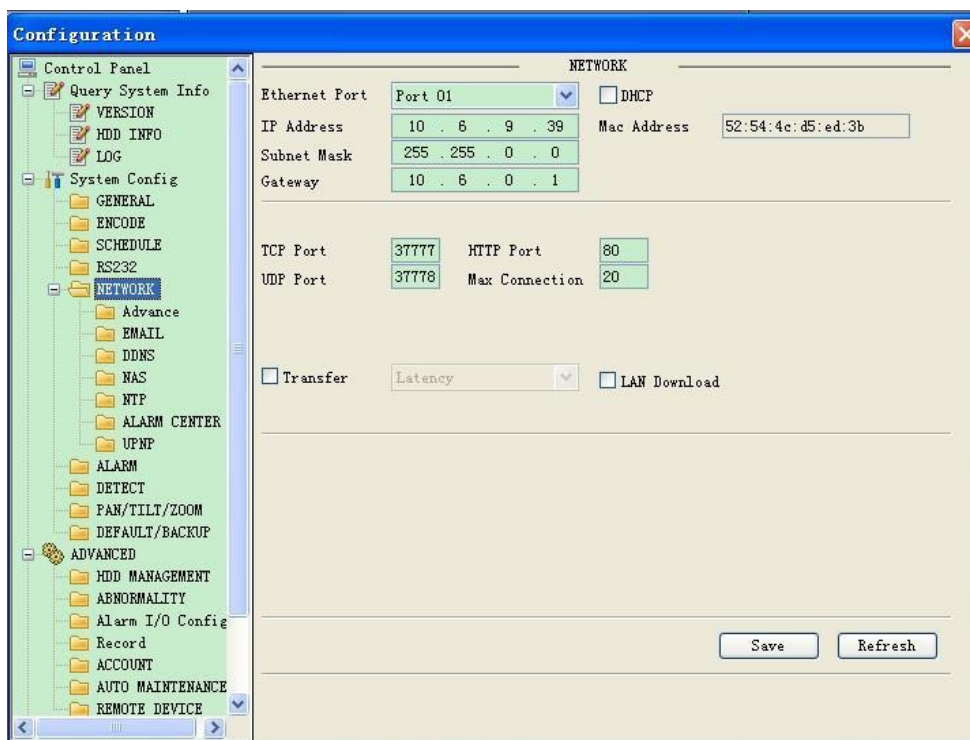 Configuration
Control Panel
Query System Info
VERSION
HDD INFO
LOG
System Config
GENERAL
ENCODE
SCHEDULE
RS232
NETWORK
Advance
EMAIL
DDNS
NAS
NTP
ALARM CENTER
UPNP
ALARM
DETECT
PAN/TILT/ZOOM
DEFAULT/BACKUP
ADVANCED
HDD MANAGEMENT
ABNORMALITY
Alarm I/O Config
Record
ACCOUNT
AUTO MAINTENANCE
REMOTE DEVICE
NETWORK
Ethernet Port Port 01 DHCP
IP Address 10 . 6 . 9 . 39 Mac Address 52:54:4c:d5:ed:3b
Subnet Mask 255 . 255 . 0 . 0
Gateway 10 . 6 . 0 . 1
TCP Port 37777 HTTP Port 80
UDP Port 37778 Max Connection 20
Transfer Latency LAN Download
Save Refresh